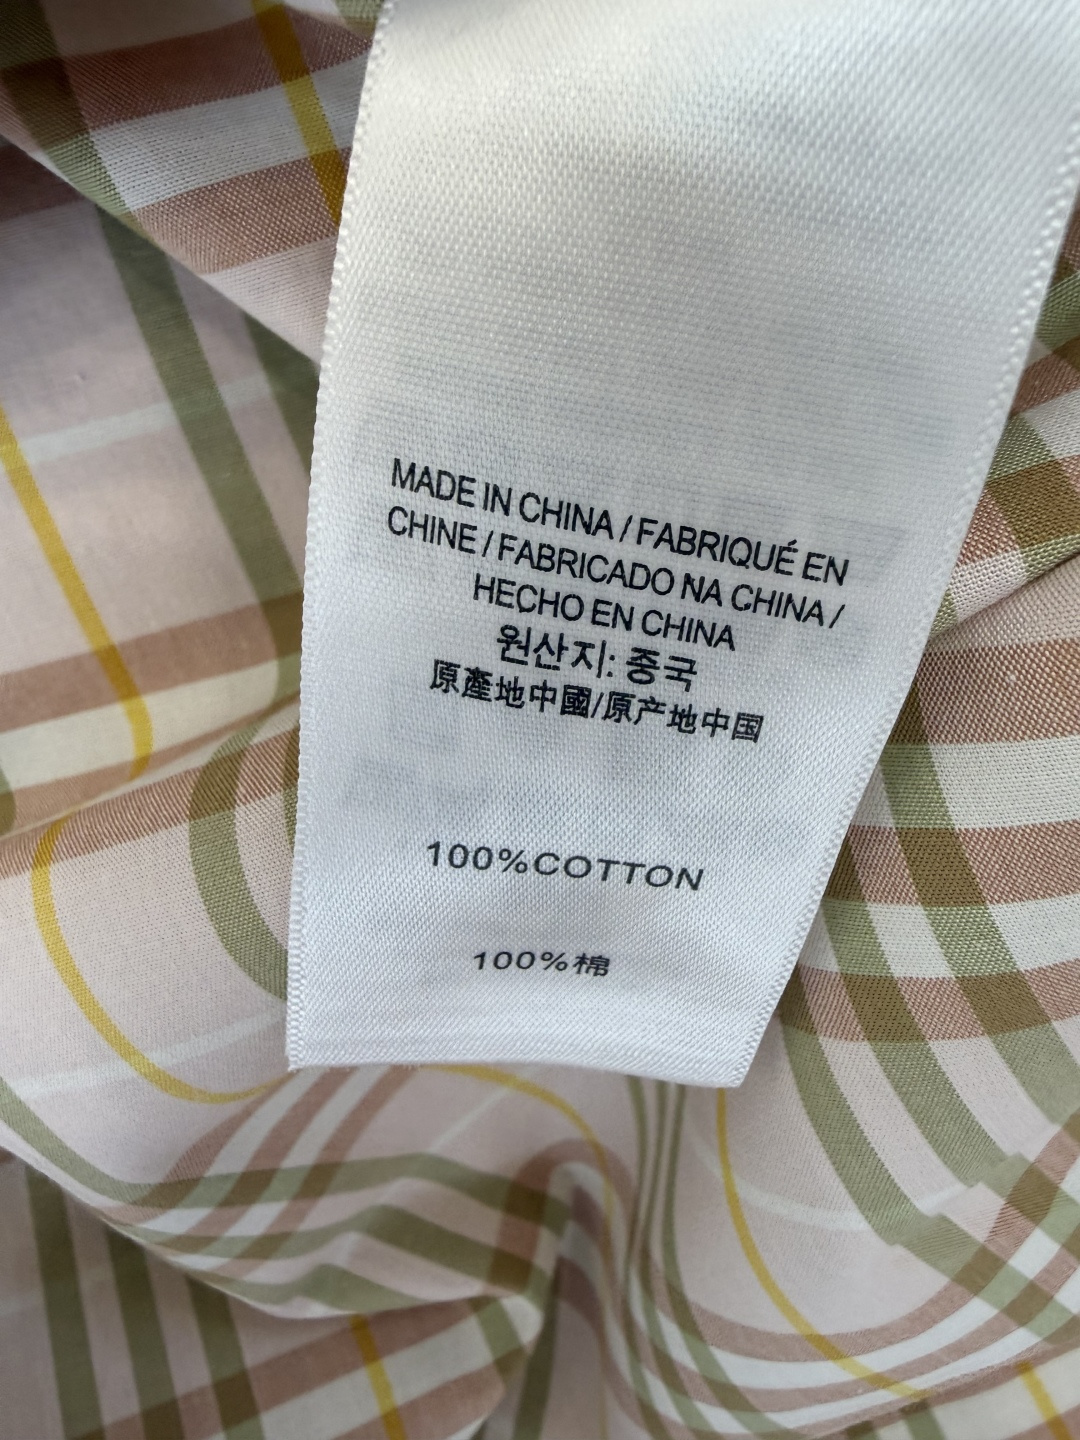 MADE IN CHINA / FABRIQUÉ EN
CHINE / FABRICADO NA CHINA /
HECHO EN CHINA
원산지: 중국
原產地中國/原产地中国
100%COTTON
100%棉